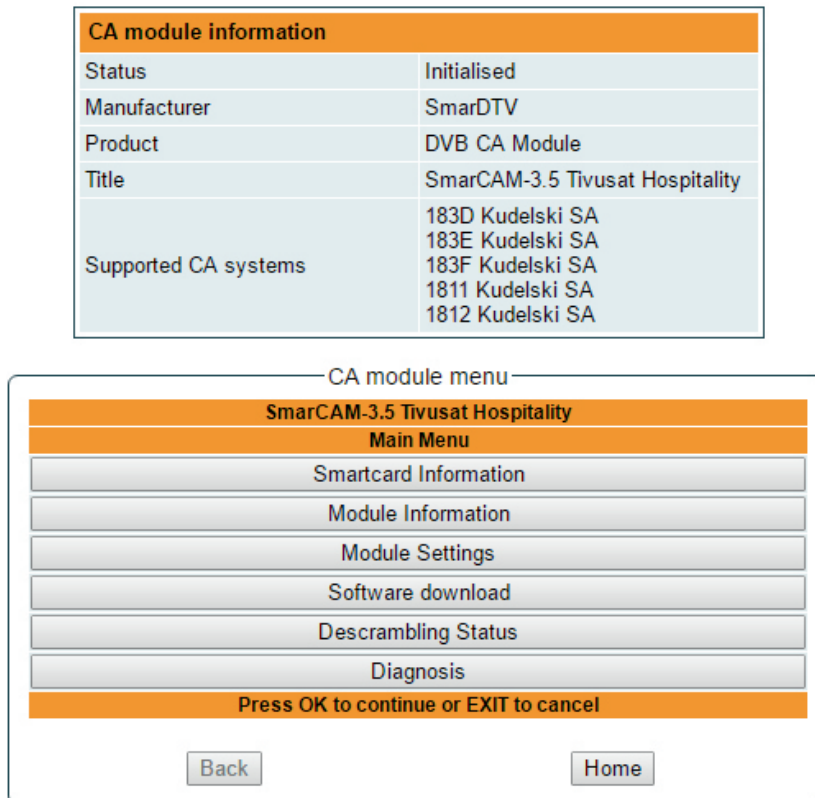 CA module information
Status Initialised
Manufacturer SmarDTV
Product DVB CA Module
Title SmarCAM-3.5 Tivusat Hospitality
Supported CA systems
183D Kudelski SA
183E Kudelski SA
183F Kudelski SA
1811 Kudelski SA
1812 Kudelski SA
CA module menu
SmarCAM-3.5 Tivusat Hospitality
Main Menu
Smartcard Information
Module Information
Module Settings
Software download
Descrambling Status
Diagnosis
Press OK to continue or EXIT to cancel
Back Home